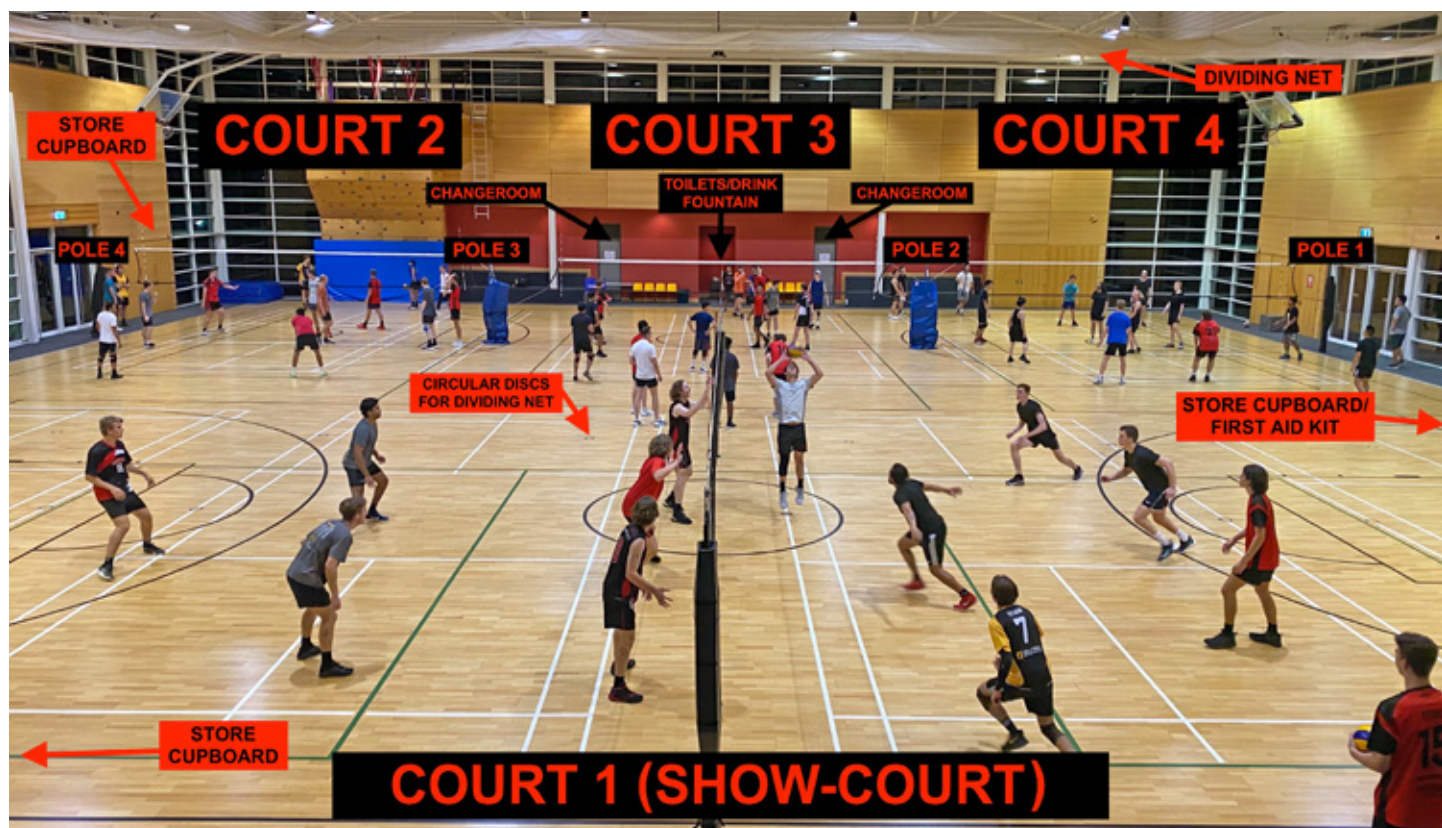 DIVIDING NET
STORE
CUPBOARD
COURT 2
COURT 3
COURT 4
CHANGEROOM
TOILETS/DRINK
FOUNTAIN
CHANGEROOM
POLE 4
POLE 3
POLE 2
POLE 1
CIRCULAR DISCS
FOR DIVIDING NET
STORE CUPBOARD/
FIRST AID KIT
7
15
STORE
CUPBOARD
COURT 1 (SHOW-COURT)